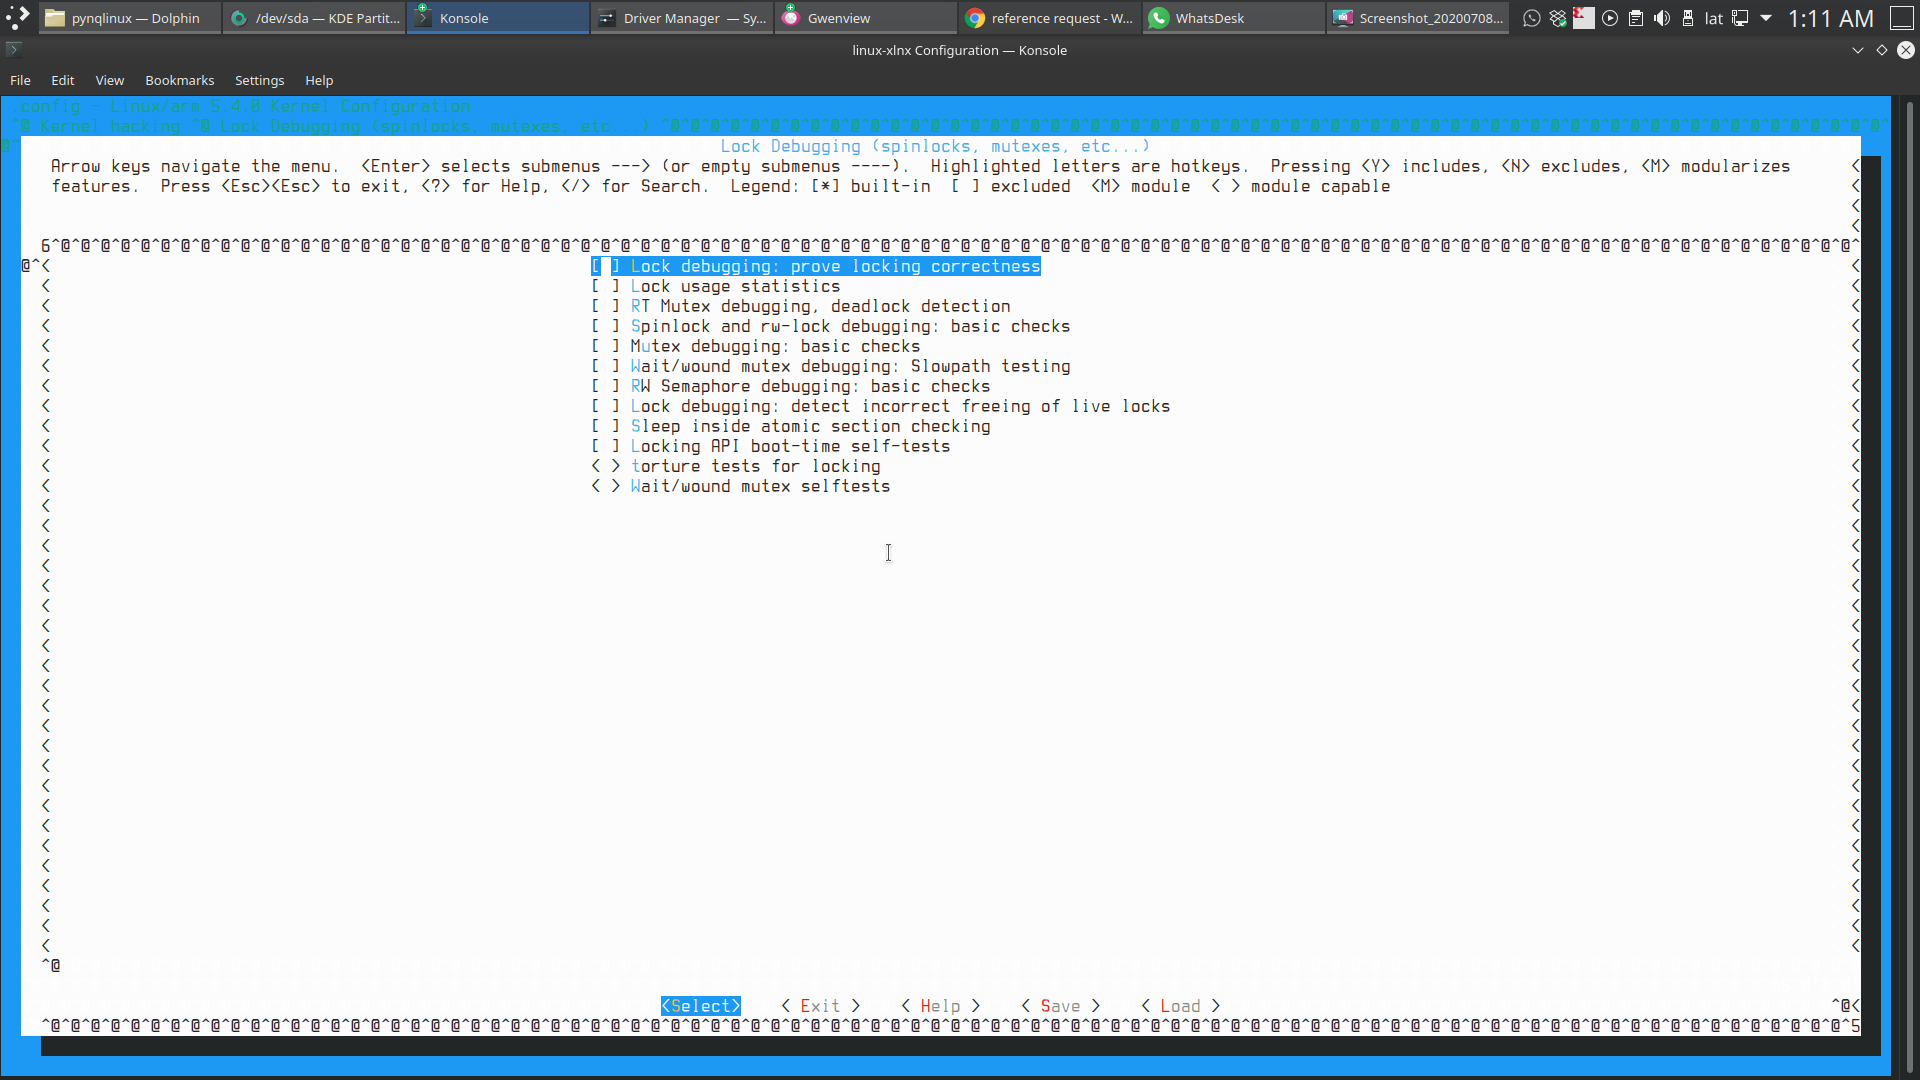 pynqlinux — Dolphin
/dev/sda — KDE Partit...
Konsole
Driver Manager — Sy...
Gwenview
reference request - W...
WhatsDesk
Screenshot_20200708...
lat
1:11 AM
linux-xlnx Configuration — Konsole
File Edit View Bookmarks Settings Help
.config - Linux/arm 5.4.0 Kernel Configuration
^@ Kernel hacking ^@ Lock Debugging (spinlocks, mutexes, etc...)
Lock Debugging (spinlocks, mutexes, etc...)
Arrow keys navigate the menu. <Enter> selects submenus ---> (or empty submenus ----). Highlighted letters are hotkeys. Pressing <Y> includes, <N> excludes, <M> modularizes
features. Press <Esc><Esc> to exit, <?> for Help, </> for Search. Legend: [*] built-in [ ] excluded <M> module < > module capable
[ ] Lock debugging: prove locking correctness
[ ] Lock usage statistics
[ ] RT Mutex debugging, deadlock detection
[ ] Spinlock and rw-lock debugging: basic checks
[ ] Mutex debugging: basic checks
[ ] Wait/wound mutex debugging: Slowpath testing
[ ] RW Semaphore debugging: basic checks
[ ] Lock debugging: detect incorrect freeing of live locks
[ ] Sleep inside atomic section checking
[ ] Locking API boot-time self-tests
< > torture tests for locking
< > Wait/wound mutex selftests
<Select> < Exit > < Help > < Save > < Load >